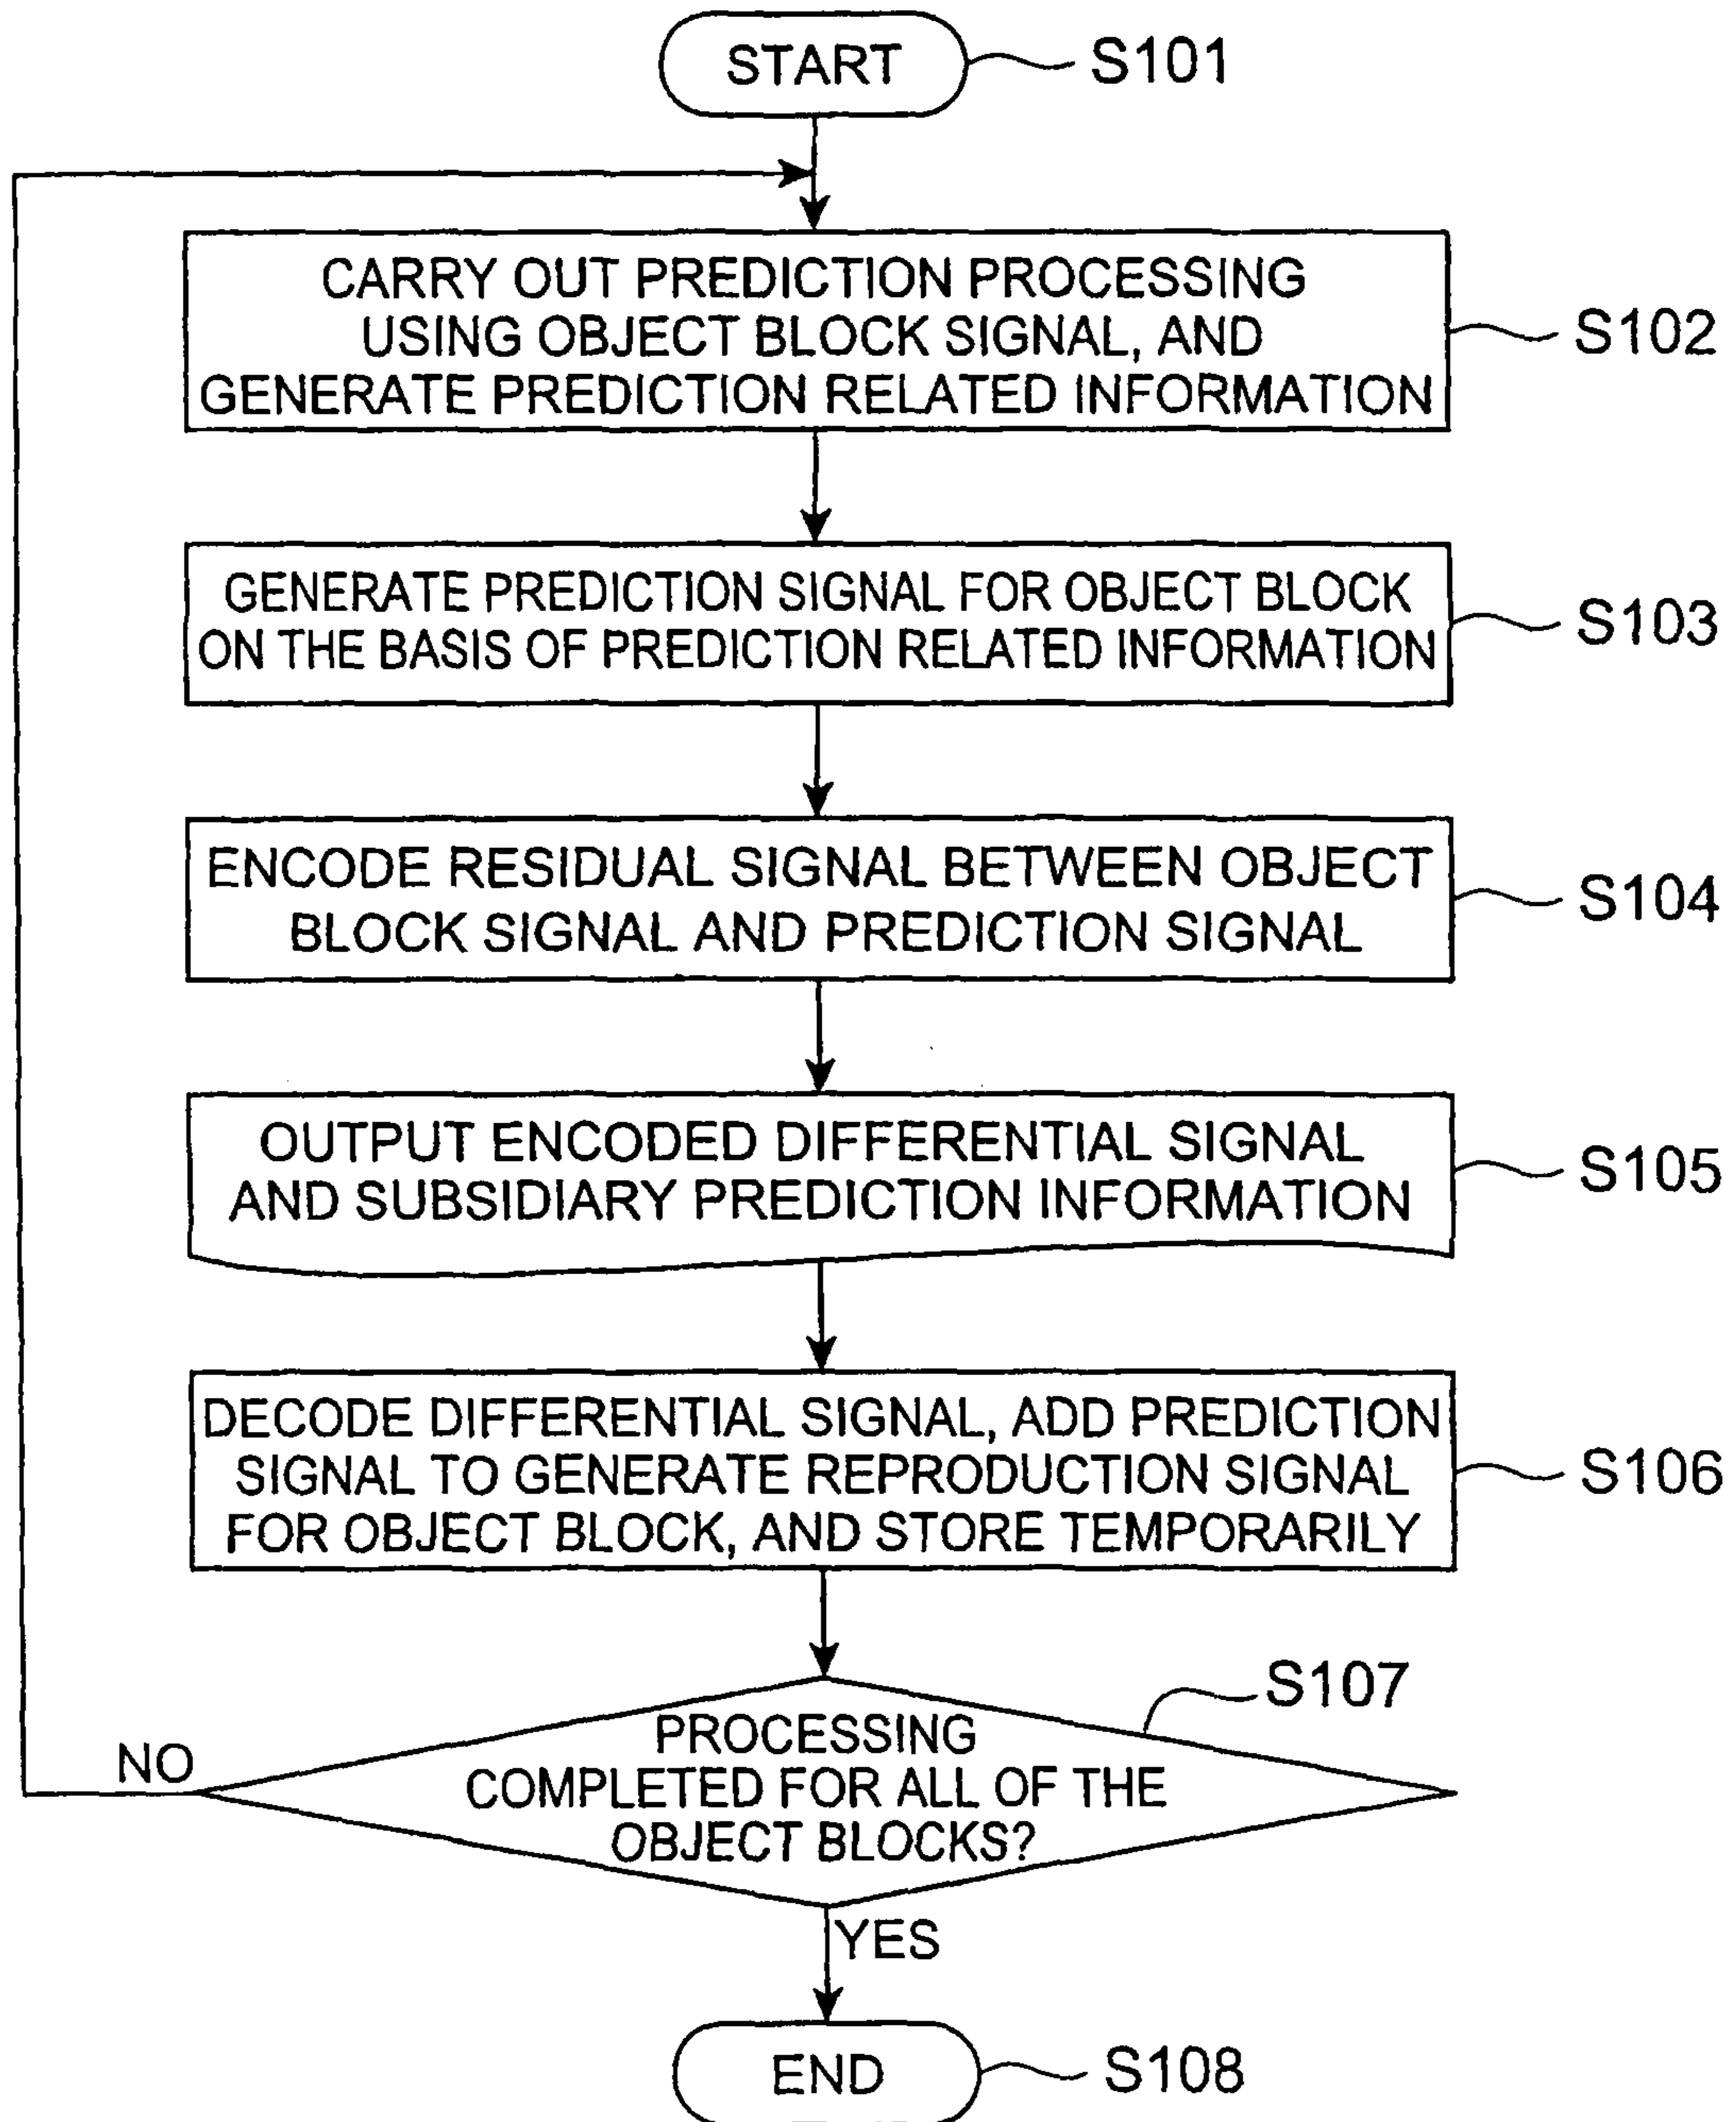 START
S101
CARRY OUT PREDICTION PROCESSING
USING OBJECT BLOCK SIGNAL, AND
GENERATE PREDICTION RELATED INFORMATION
S102
GENERATE PREDICTION SIGNAL FOR OBJECT BLOCK
ON THE BASIS OF PREDICTION RELATED INFORMATION
S103
ENCODE RESIDUAL SIGNAL BETWEEN OBJECT
BLOCK SIGNAL AND PREDICTION SIGNAL
S104
OUTPUT ENCODED DIFFERENTIAL SIGNAL
AND SUBSIDIARY PREDICTION INFORMATION
S105
DECODE DIFFERENTIAL SIGNAL, ADD PREDICTION
SIGNAL TO GENERATE REPRODUCTION SIGNAL
FOR OBJECT BLOCK, AND STORE TEMPORARILY
S106
S107
PROCESSING
COMPLETED FOR ALL OF THE
OBJECT BLOCKS?
NO
YES
END
S108